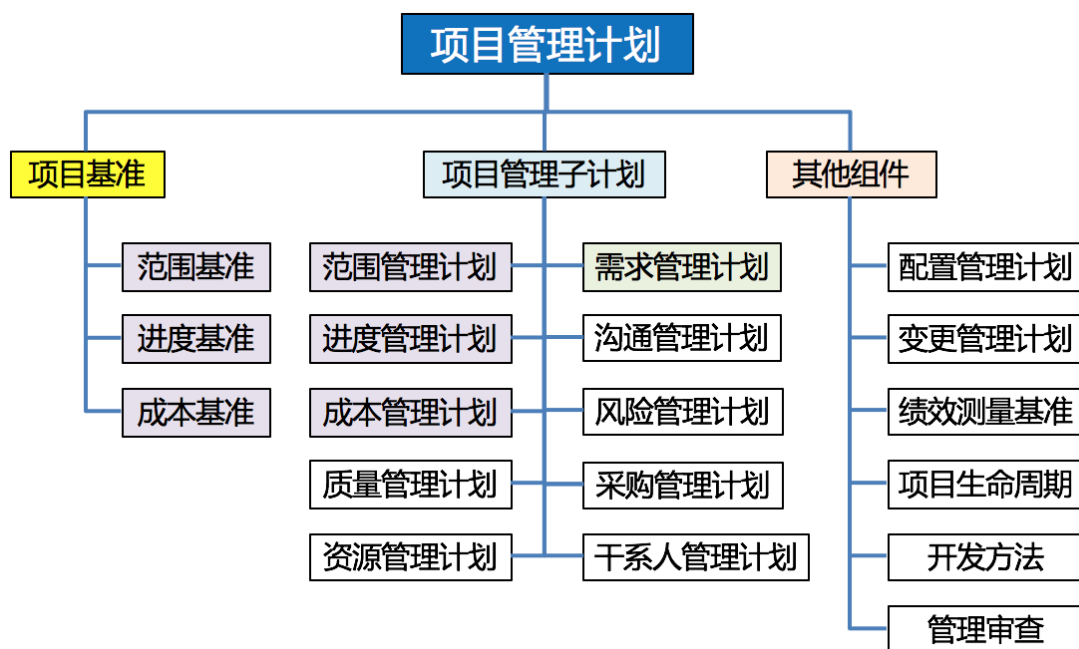 项目管理计划
项目基准
项目管理子计划
其他组件
范围基准
进度基准
成本基准
范围管理计划
进度管理计划
成本管理计划
质量管理计划
资源管理计划
需求管理计划
沟通管理计划
风险管理计划
采购管理计划
干系人管理计划
配置管理计划
变更管理计划
绩效测量基准
项目生命周期
开发方法
管理审查